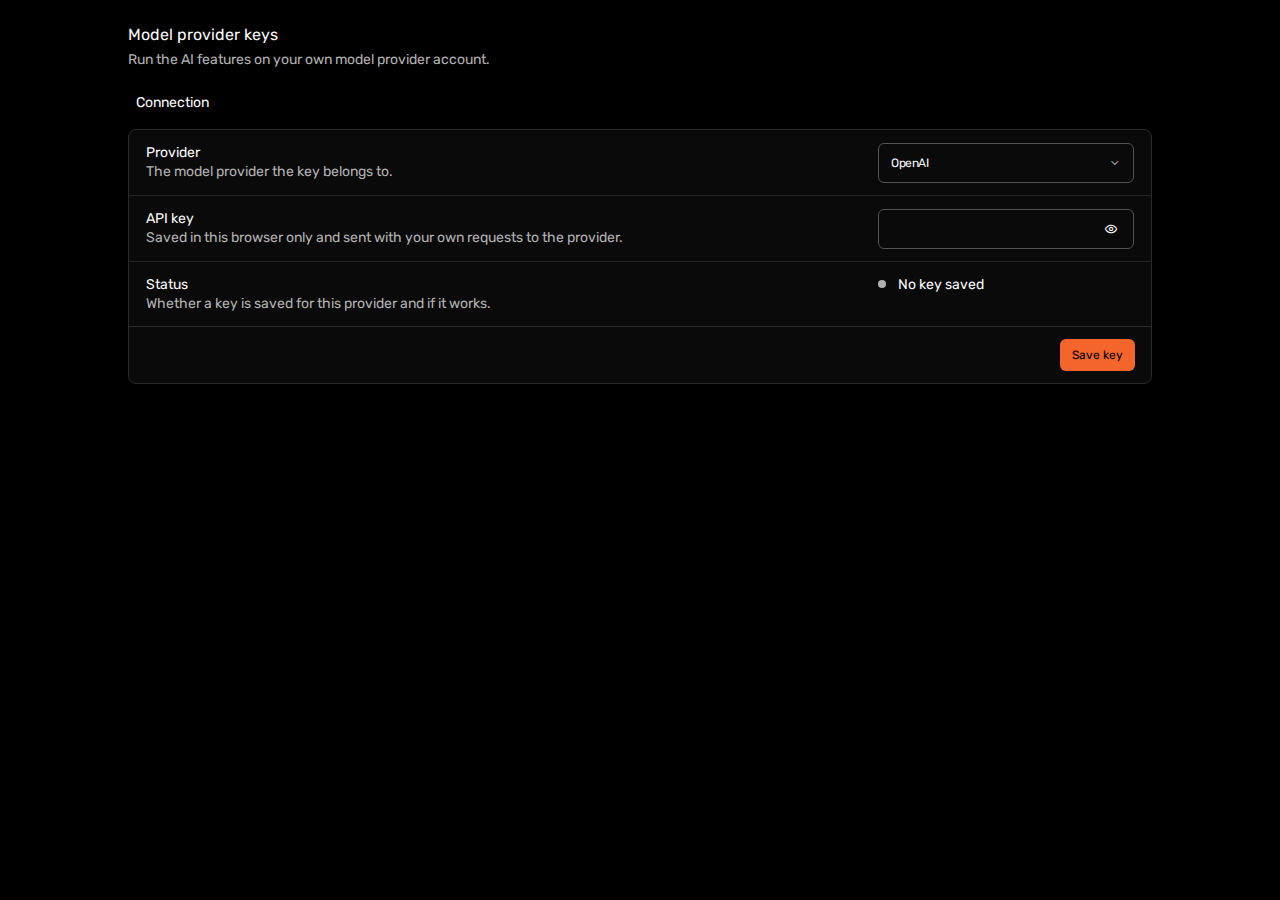 Model provider keys
Run the AI features on your own model provider account.
Connection
Provider
The model provider the key belongs to.
OpenAI
API key
Saved in this browser only and sent with your own requests to the provider.
Status
Whether a key is saved for this provider and if it works.
No key saved
Save key